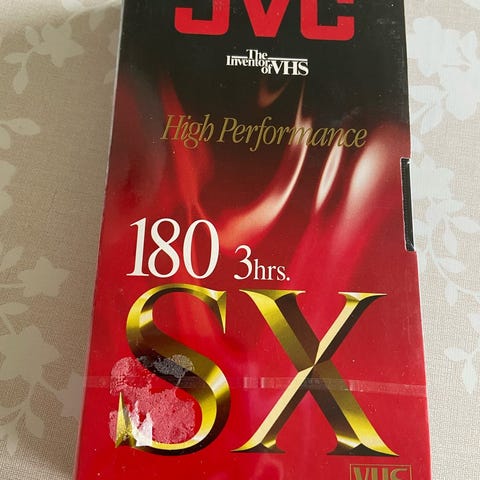 JVC
The
Inventor
of VHS
High Performance
180 3hrs.
SX
VHS